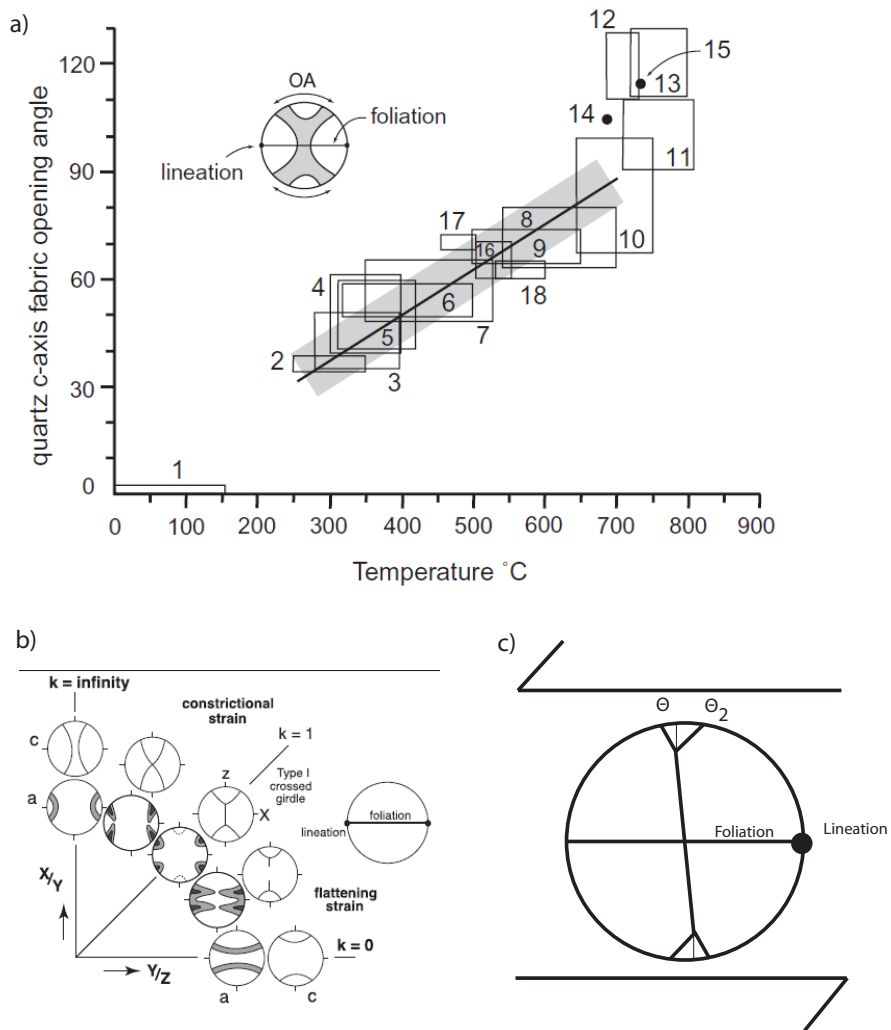 a)
120
90
60
30
0
quartz c-axis fabric opening angle
OA
foliation
lineation
12
15
13
14
11
17
8
16
9
10
4
6
18
5
7
2
3
1
0 100 200 300 400 500 600 700 800 900
Temperature ˚C
b)
k = infinity
constrictional
strain
k = 1
c
z
Type I
crossed
girdle
a
X
foliation
lineation
X/Y
flattening
strain
k = 0
Y/Z
a
c
c)
Θ Θ2
Foliation
Lineation